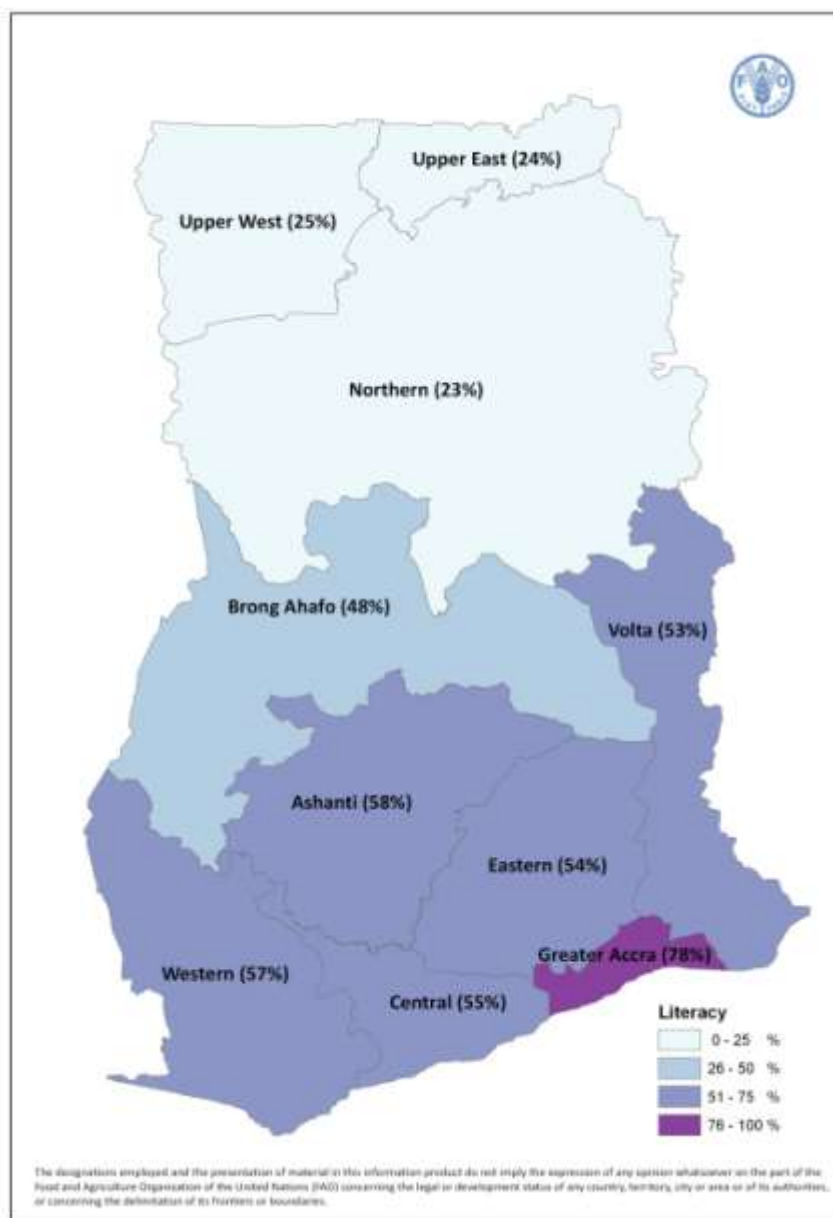 F A O
Upper East (24%)
Upper West (25%)
Northern (23%)
Brong Ahafo (48%)
Volta (53%)
Ashanti (58%)
Eastern (54%)
Greater Accra (78%)
Western (57%)
Central (55%)
Literacy
0 - 25 %
26 - 50 %
51 - 75 %
76 - 100 %
The designations employed and the presentation of material in this information product do not imply the expression of any opinion whatsoever on the part of the
Food and Agriculture Organization of the United Nations (FAO) concerning the legal or development status of any country, territory, city or area or of its authorities,
or concerning the delimitation of its frontiers or boundaries.